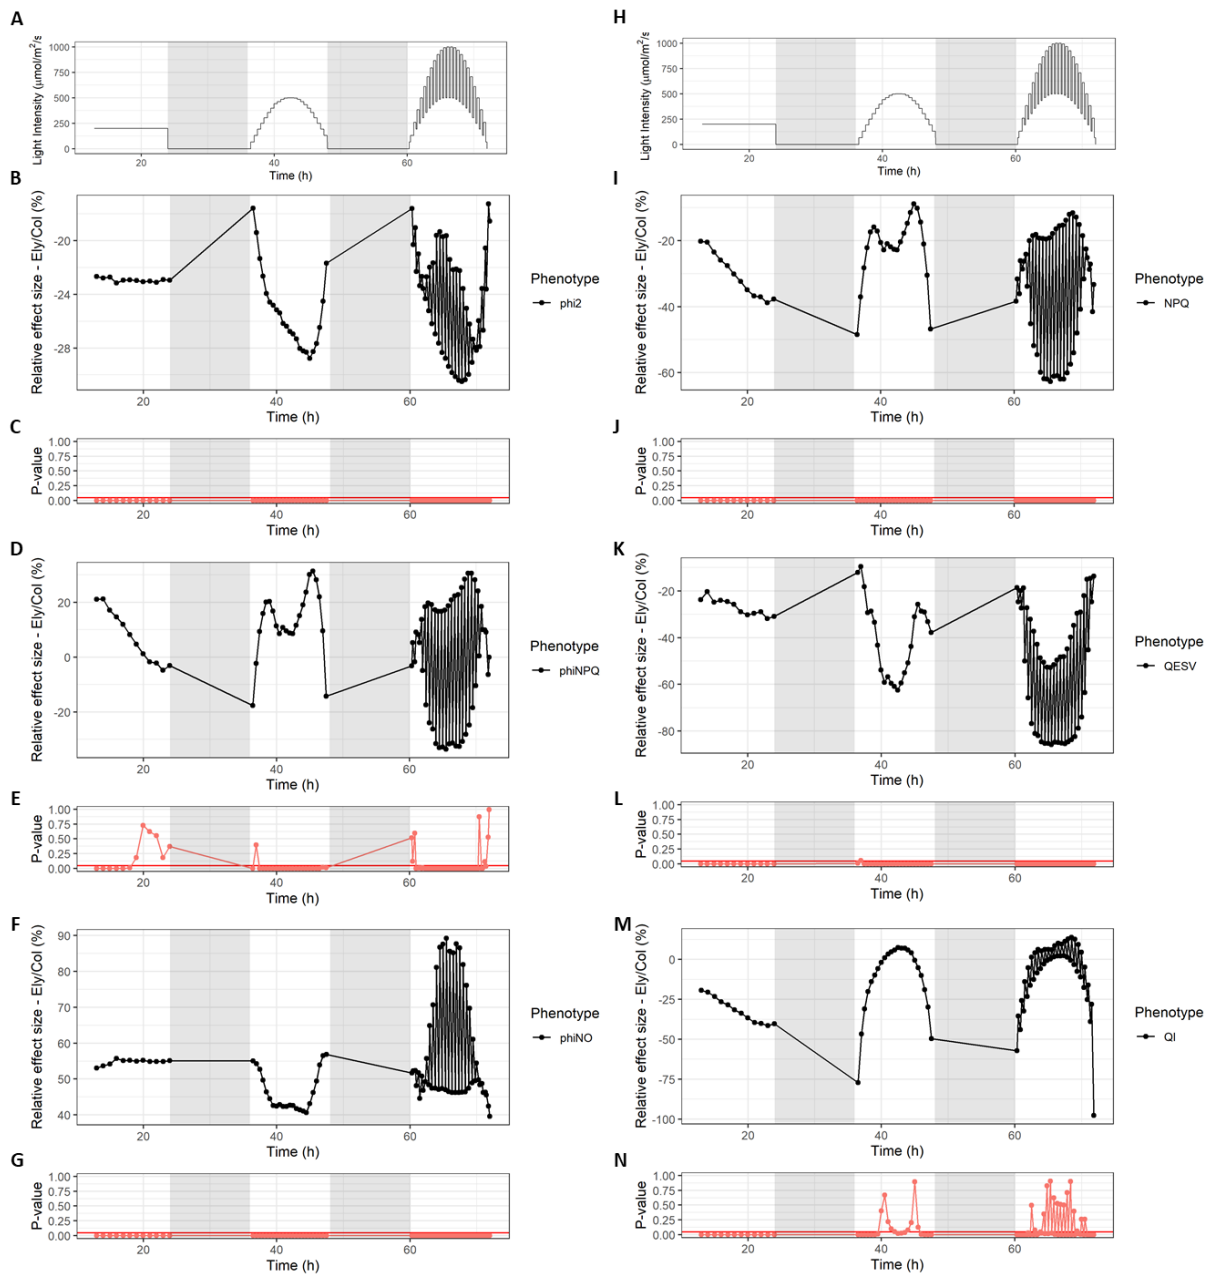 A
Light Intensity (μmol/m²/s
1000
750
500
250
0
20
40
60
Time (h)
B
Relative effect size - Ely/Col (%)
-20
-24
-28
20
40
60
Time (h)
Phenotype
phi2
C
P-value
1.00
0.75
0.50
0.25
0.00
20
40
60
Time (h)
D
Relative effect size - Ely/Col (%)
20
0
-20
20
40
60
Time (h)
Phenotype
phiNPQ
E
P-value
1.00
0.75
0.50
0.25
0.00
20
40
60
Time (h)
F
Relative effect size - Ely/Col (%)
90
80
70
60
50
40
20
40
60
Time (h)
Phenotype
phiNO
G
P-value
1.00
0.75
0.50
0.25
0.00
20
40
60
Time (h)
H
Light Intensity (μmol/m²/s
1000
750
500
250
0
20
40
60
Time (h)
I
Relative effect size - Ely/Col (%)
-20
-40
-60
20
40
60
Time (h)
Phenotype
NPQ
J
P-value
1.00
0.75
0.50
0.25
0.00
20
40
60
Time (h)
K
Relative effect size - Ely/Col (%)
-20
-40
-60
-80
20
40
60
Time (h)
Phenotype
QESV
L
P-value
1.00
0.75
0.50
0.25
0.00
20
40
60
Time (h)
M
Relative effect size - Ely/Col (%)
0
-25
-50
-75
-100
20
40
60
Time (h)
Phenotype
QI
N
P-value
1.00
0.75
0.50
0.25
0.00
20
40
60
Time (h)